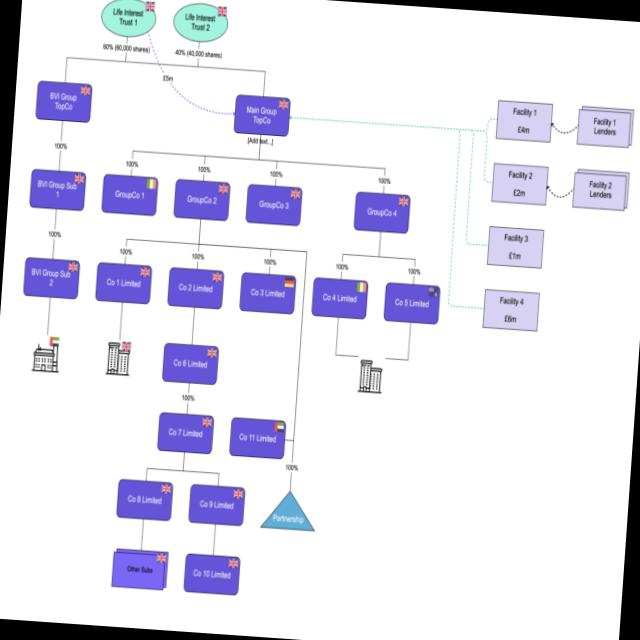 Life Interest
Trust 1
Life Interest
Trust 2
60% (60,000 shares)
40% (40,000 shares)
£5m
BVI Group
TopCo
Main Group
TopCo
[Add text...]
Facility 1
£4m
Facility 1
Lenders
100%
100%
100%
100%
100%
BVI Group Sub
1
GroupCo 1
GroupCo 2
GroupCo 3
GroupCo 4
Facility 2
£2m
Facility 2
Lenders
100%
100%
100%
100%
100%
100%
Facility 3
£1m
BVI Group Sub
2
Co 1 Limited
Co 2 Limited
Co 3 Limited
Co 4 Limited
Co 5 Limited
Facility 4
£6m
Co 6 Limited
100%
Co 7 Limited
Co 11 Limited
100%
Co 8 Limited
Co 9 Limited
Partnership
Other Subs
Co 10 Limited